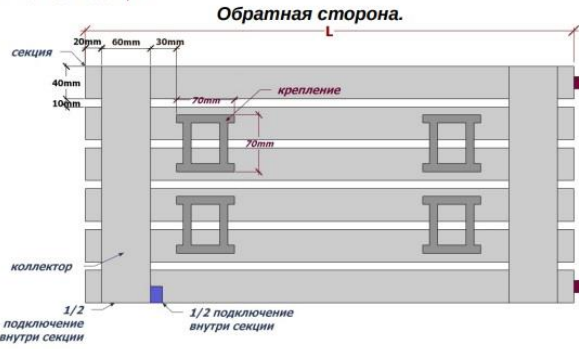 Обратная сторона.
L
20mm 60mm 30mm
секция
40mm
10mm
70mm
крепление
70mm
коллектор
1/2
подключение
внутри секции
1/2 подключение
внутри секции